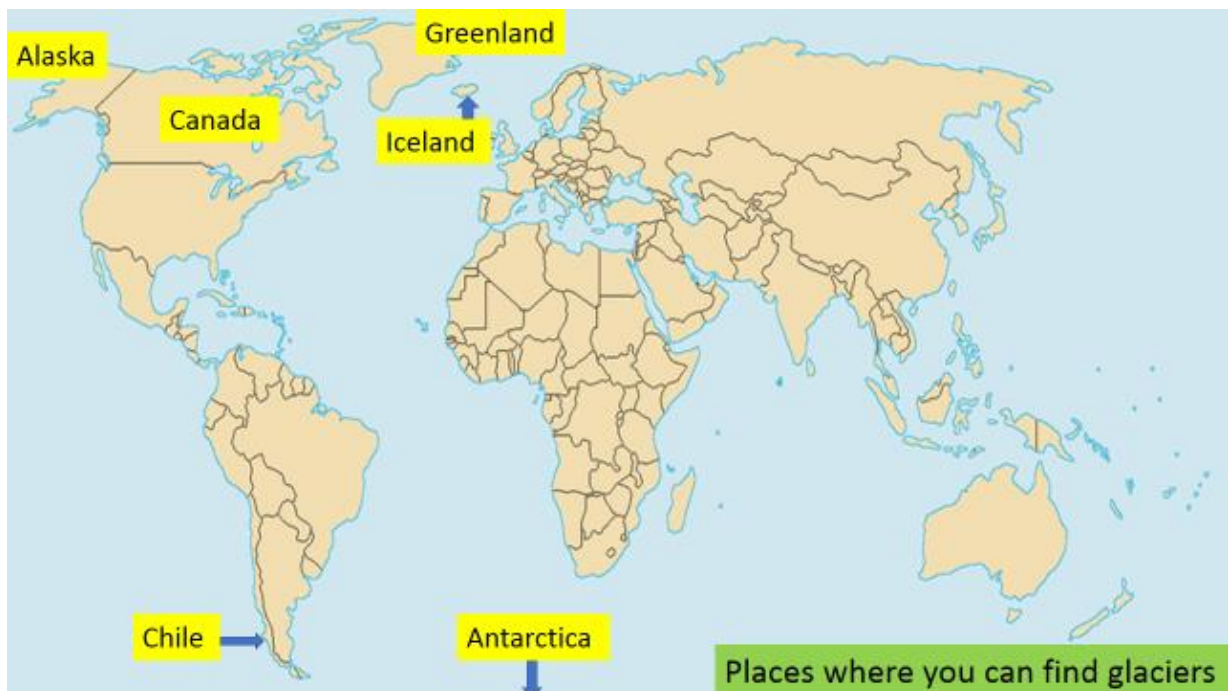 Greenland
Alaska
Canada
Iceland
Chile
Antarctica
Places where you can find glaciers